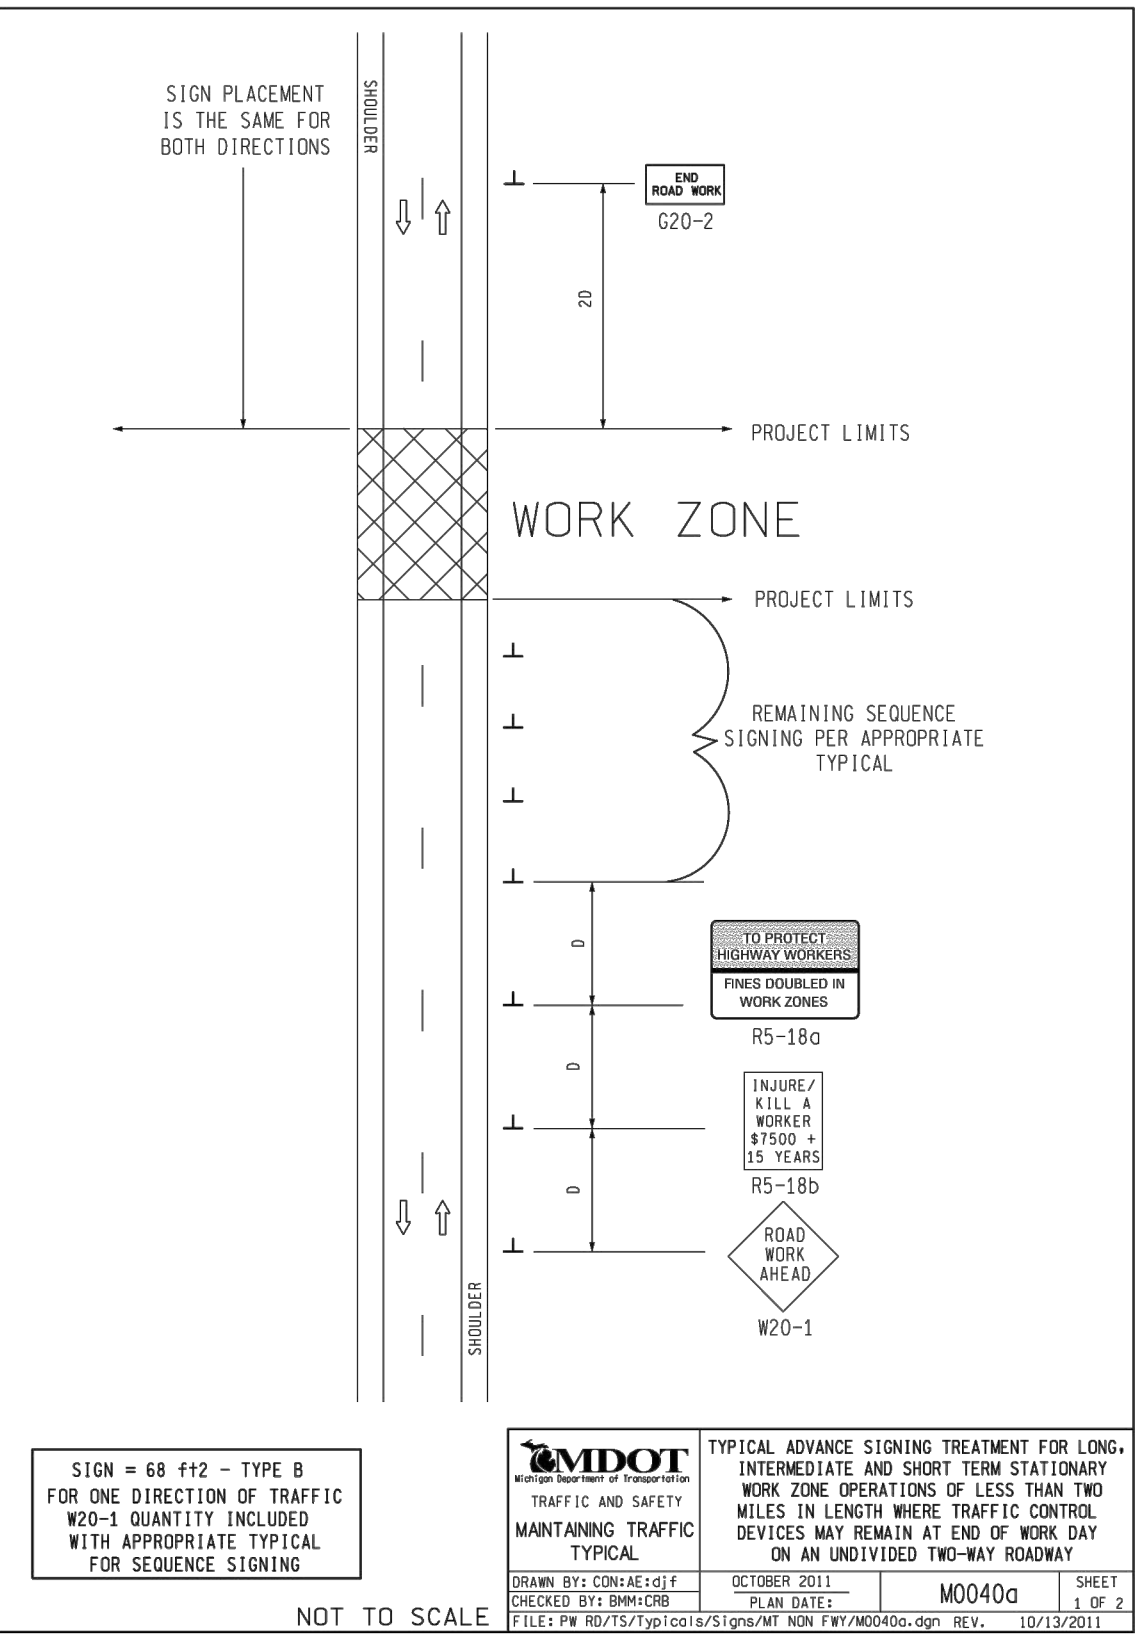 SIGN PLACEMENT
IS THE SAME FOR
BOTH DIRECTIONS
SHOULDER
END
ROAD WORK
G20-2
2D
PROJECT LIMITS
WORK ZONE
PROJECT LIMITS
REMAINING SEQUENCE
SIGNING PER APPROPRIATE
TYPICAL
D
TO PROTECT
HIGHWAY WORKERS
FINES DOUBLED IN
WORK ZONES
R5-18a
D
INJURE/
KILL A
WORKER
$7500 +
15 YEARS
R5-18b
D
ROAD
WORK
AHEAD
W20-1
SHOULDER
SIGN = 68 ft2 - TYPE B
FOR ONE DIRECTION OF TRAFFIC
W20-1 QUANTITY INCLUDED
WITH APPROPRIATE TYPICAL
FOR SEQUENCE SIGNING
NOT TO SCALE
MDOT
Michigan Department of Transportation
TRAFFIC AND SAFETY
MAINTAINING TRAFFIC
TYPICAL
TYPICAL ADVANCE SIGNING TREATMENT FOR LONG,
INTERMEDIATE AND SHORT TERM STATIONARY
WORK ZONE OPERATIONS OF LESS THAN TWO
MILES IN LENGTH WHERE TRAFFIC CONTROL
DEVICES MAY REMAIN AT END OF WORK DAY
ON AN UNDIVIDED TWO-WAY ROADWAY
DRAWN BY: CON:AE:djf
CHECKED BY: BMM:CRB
OCTOBER 2011
PLAN DATE:
M0040a
SHEET
1 OF 2
FILE: PW RD/TS/Typicals/Signs/MT NON FWY/M0040a.dgn REV. 10/13/2011